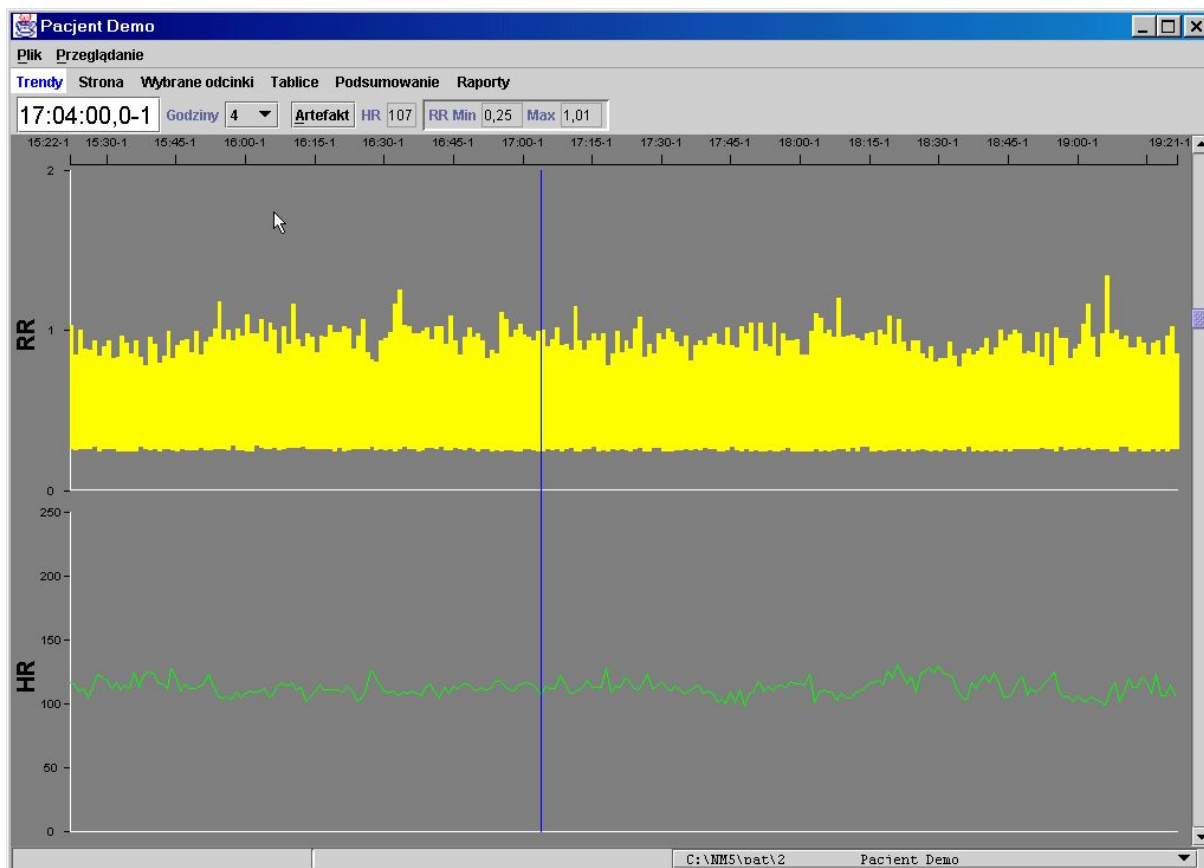 Pacjent Demo
Plik Przeglądanie
Trendy Strona Wybrane odcinki Tablice Podsumowanie Raporty
17:04:00,0-1 Godziny 4 Artefakt HR 107 RR Min 0,25 Max 1,01
15:22-1 15:30-1 15:45-1 16:00-1 16:15-1 16:30-1 16:45-1 17:00-1 17:15-1 17:30-1 17:45-1 18:00-1 18:15-1 18:30-1 18:45-1 19:00-1 19:21-1
2
RR
1
0
250
200
150
HR
100
50
0
C:\NM5\pat\2 Pacjent Demo